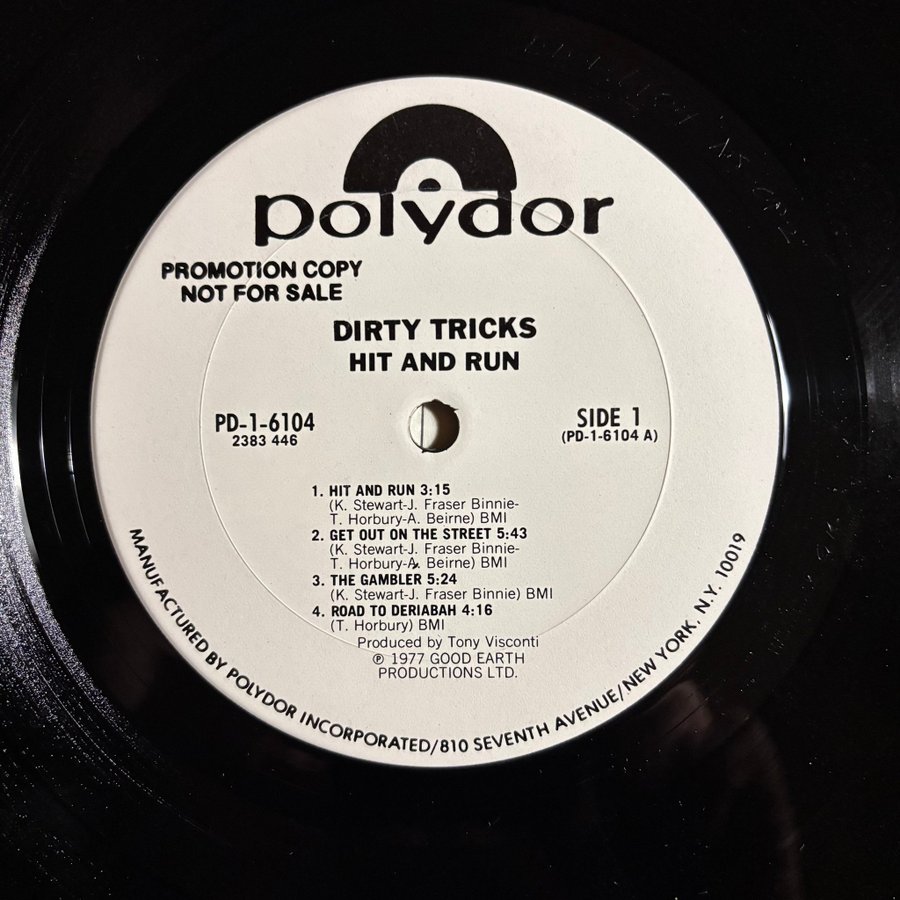 polydor
PROMOTION COPY
NOT FOR SALE
DIRTY TRICKS
HIT AND RUN
PD-1-6104
2383 446
SIDE 1
(PD-1-6104 A)
1. HIT AND RUN 3:15
(K. Stewart-J. Fraser Binnie-
T. Horbury-A. Beirne) BMI
2. GET OUT ON THE STREET 5:43
(K. Stewart-J. Fraser Binnie-
T. Horbury-A. Beirne) BMI
3. THE GAMBLER 5:24
(K. Stewart-J. Fraser Binnie) BMI
4. ROAD TO DERIABAH 4:16
(T. Horbury) BMI
Produced by Tony Visconti
℗ 1977 GOOD EARTH
PRODUCTIONS LTD.
MANUFACTURED BY POLYDOR INCORPORATED/810 SEVENTH AVENUE/NEW YORK, N.Y. 10019